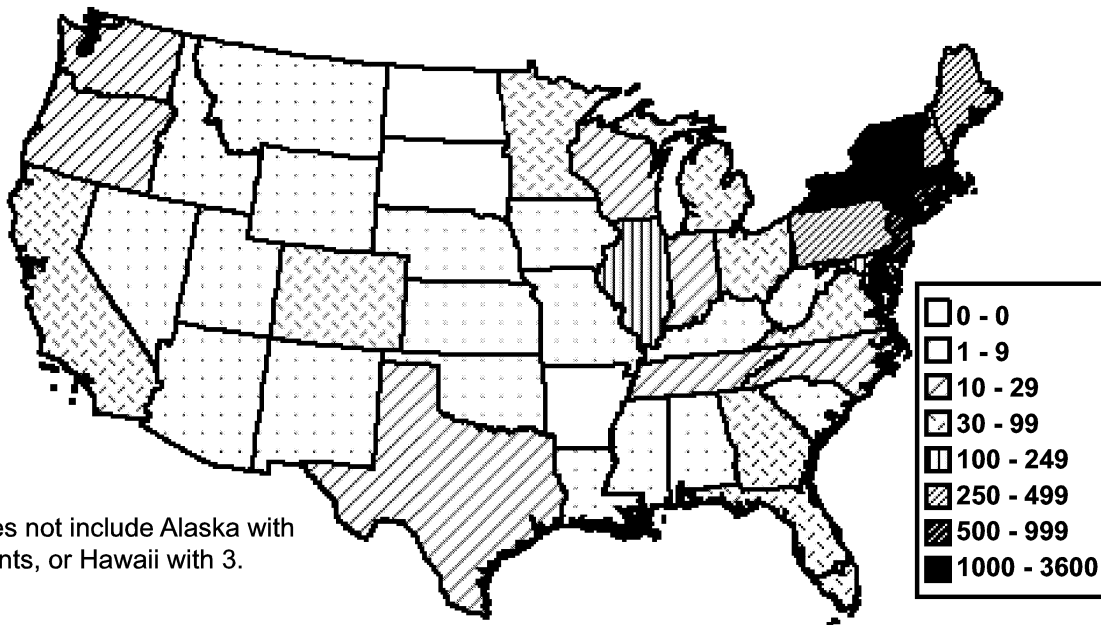 0 - 0
1 - 9
10 - 29
30 - 99
100 - 249
250 - 499
500 - 999
1000 - 3600
es not include Alaska with
nts, or Hawaii with 3.